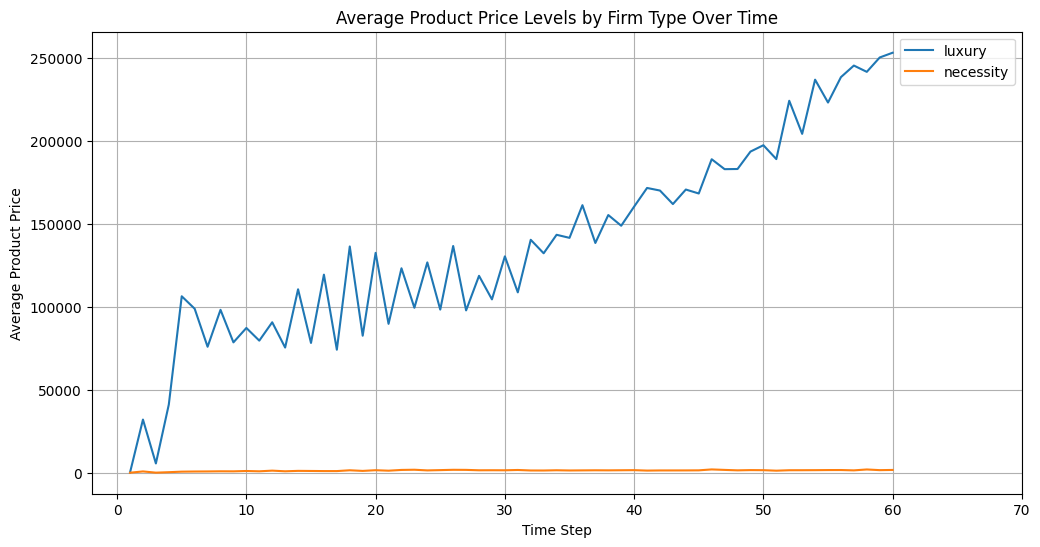 Average Product Price Levels by Firm Type Over Time
luxury
necessity
250000
200000
150000
100000
50000
0
Average Product Price
0 10 20 30 40 50 60 70
Time Step